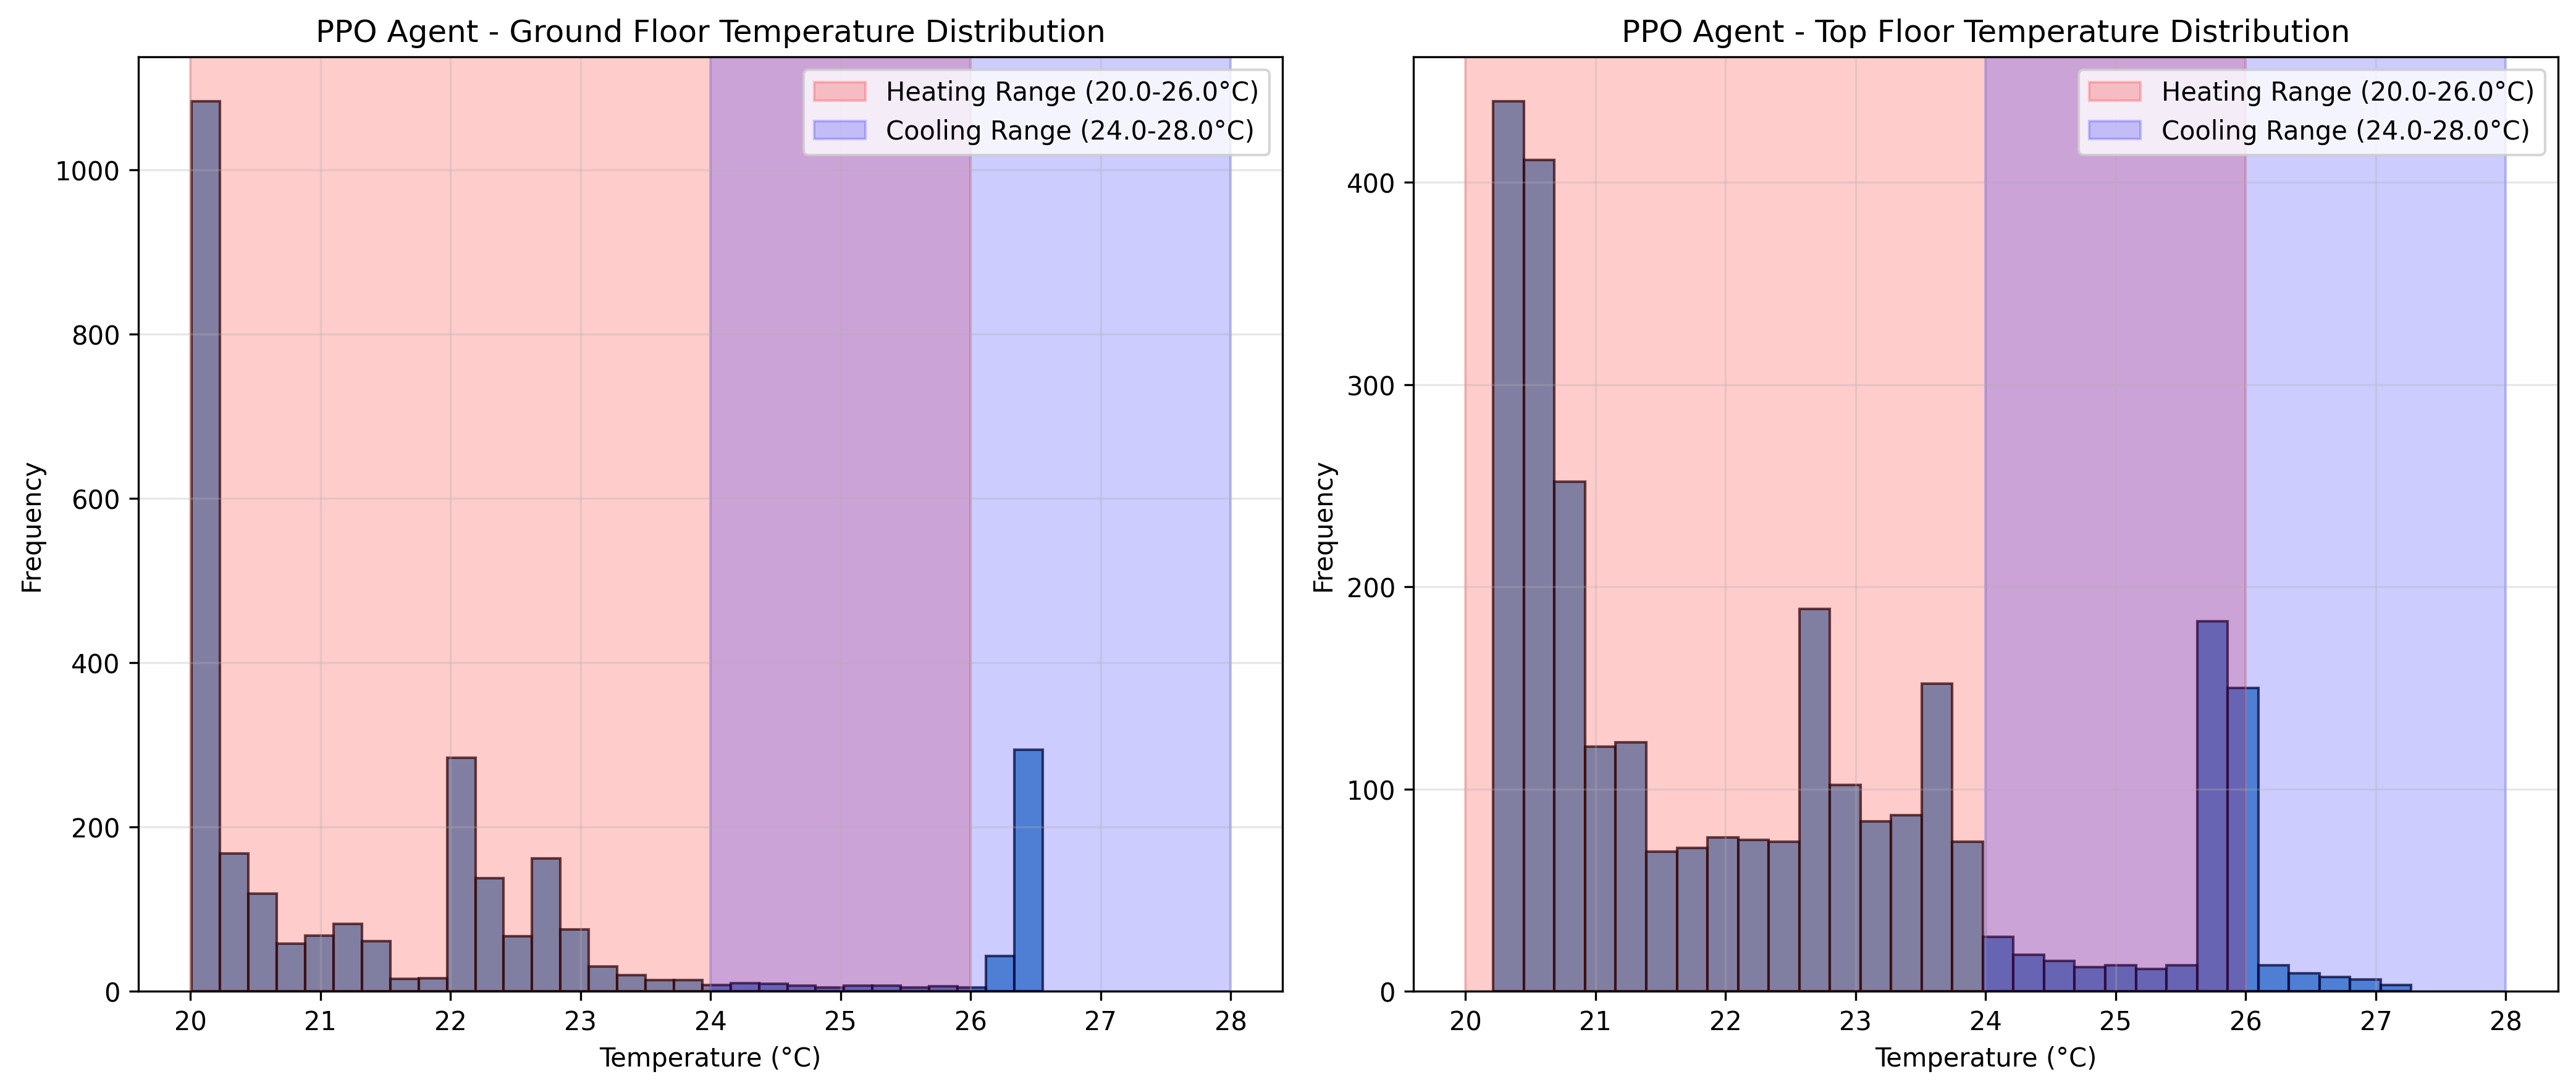 PPO Agent - Ground Floor Temperature Distribution
Heating Range (20.0-26.0°C)
Cooling Range (24.0-28.0°C)
1000
800
600
400
200
0
Frequency
20 21 22 23 24 25 26 27 28
Temperature (°C)
PPO Agent - Top Floor Temperature Distribution
Heating Range (20.0-26.0°C)
Cooling Range (24.0-28.0°C)
400
300
200
100
0
Frequency
20 21 22 23 24 25 26 27 28
Temperature (°C)